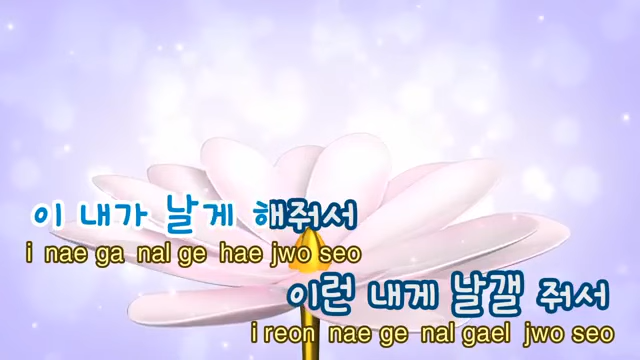 이 내가 날게 해줘서
i nae ga nal ge hae jwo seo
이런 내게 날갤 줘서
i reon nae ge nal gael jwo seo